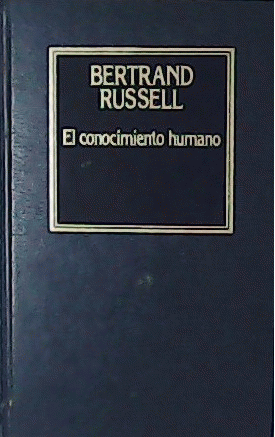 BERTRAND
RUSSELL
El conocimiento humano